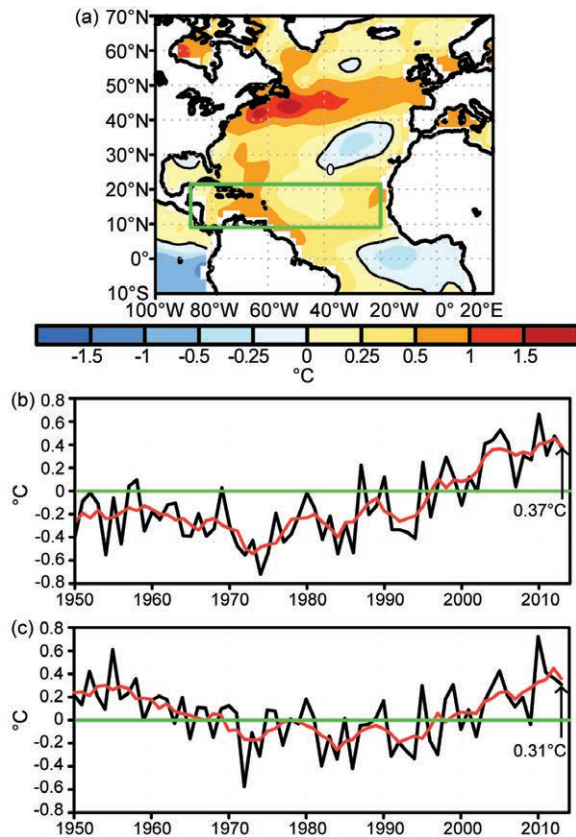 (a)
70°N
60°N
50°N
40°N
30°N
20°N
10°N
0°
10°S
0
100°W 80°W 60°W 40°W 20°W 0° 20°E
-1.5 -1 -0.5 -0.25 0 0.25 0.5 1 1.5
°C
(b)
0.8
0.6
0.4
0.2
0
-0.2
-0.4
-0.6
-0.8
°C
0.37°C
1950 1960 1970 1980 1990 2000 2010
(c)
0.8
0.6
0.4
0.2
0
-0.2
-0.4
-0.6
-0.8
°C
0.31°C
1950 1960 1970 1980 1990 2000 2010